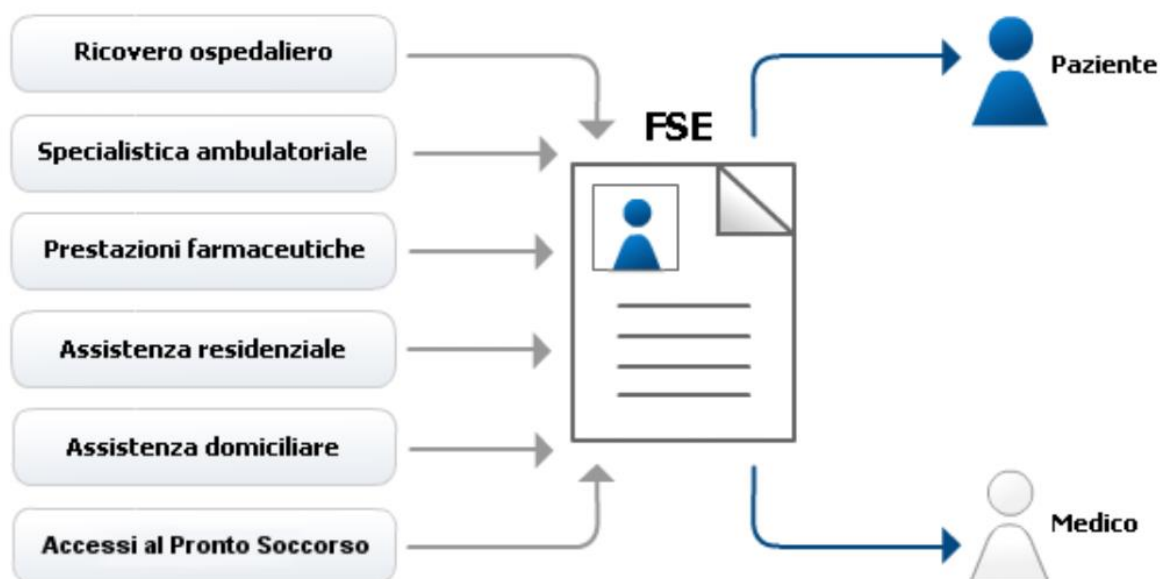 Ricovero ospedaliero
Specialistica ambulatoriale
Prestazioni farmaceutiche
Assistenza residenziale
Assistenza domiciliare
Accessi al Pronto Soccorso
FSE
Paziente
Medico